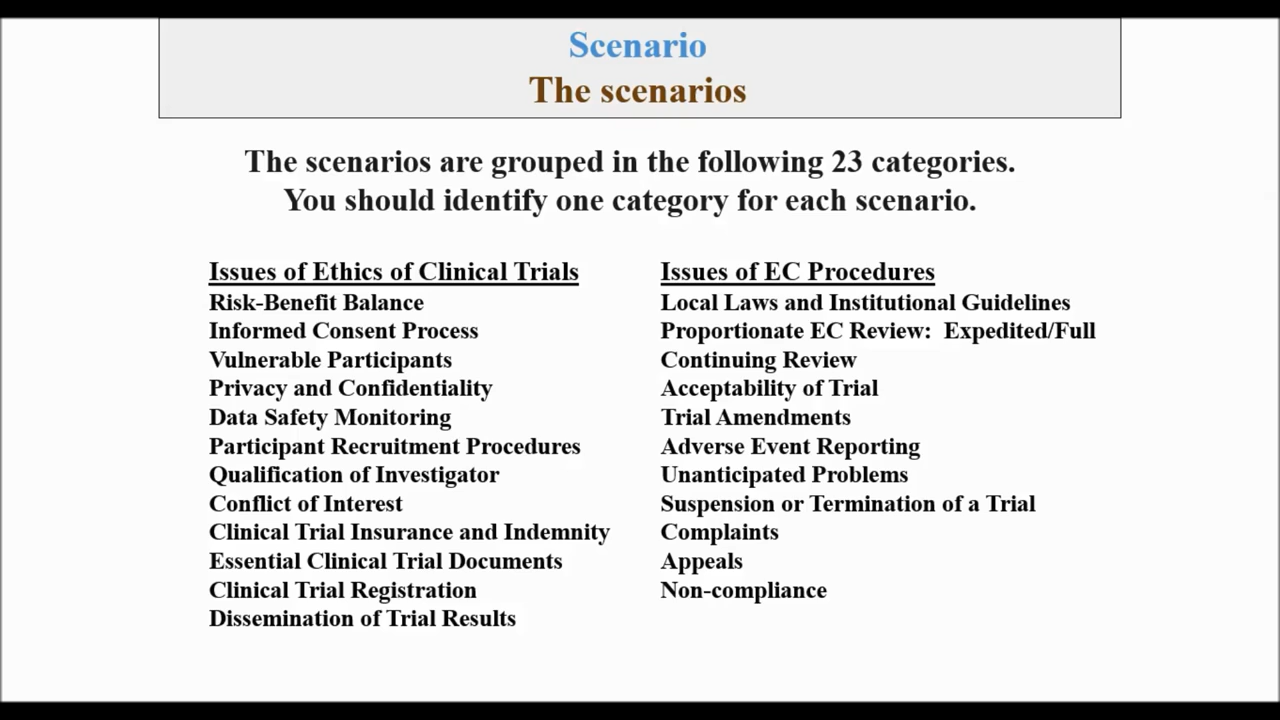 Scenario
The scenarios
The scenarios are grouped in the following 23 categories.
You should identify one category for each scenario.
Issues of Ethics of Clinical Trials
Risk-Benefit Balance
Informed Consent Process
Vulnerable Participants
Privacy and Confidentiality
Data Safety Monitoring
Participant Recruitment Procedures
Qualification of Investigator
Conflict of Interest
Clinical Trial Insurance and Indemnity
Essential Clinical Trial Documents
Clinical Trial Registration
Dissemination of Trial Results
Issues of EC Procedures
Local Laws and Institutional Guidelines
Proportionate EC Review: Expedited/Full
Continuing Review
Acceptability of Trial
Trial Amendments
Adverse Event Reporting
Unanticipated Problems
Suspension or Termination of a Trial
Complaints
Appeals
Non-compliance